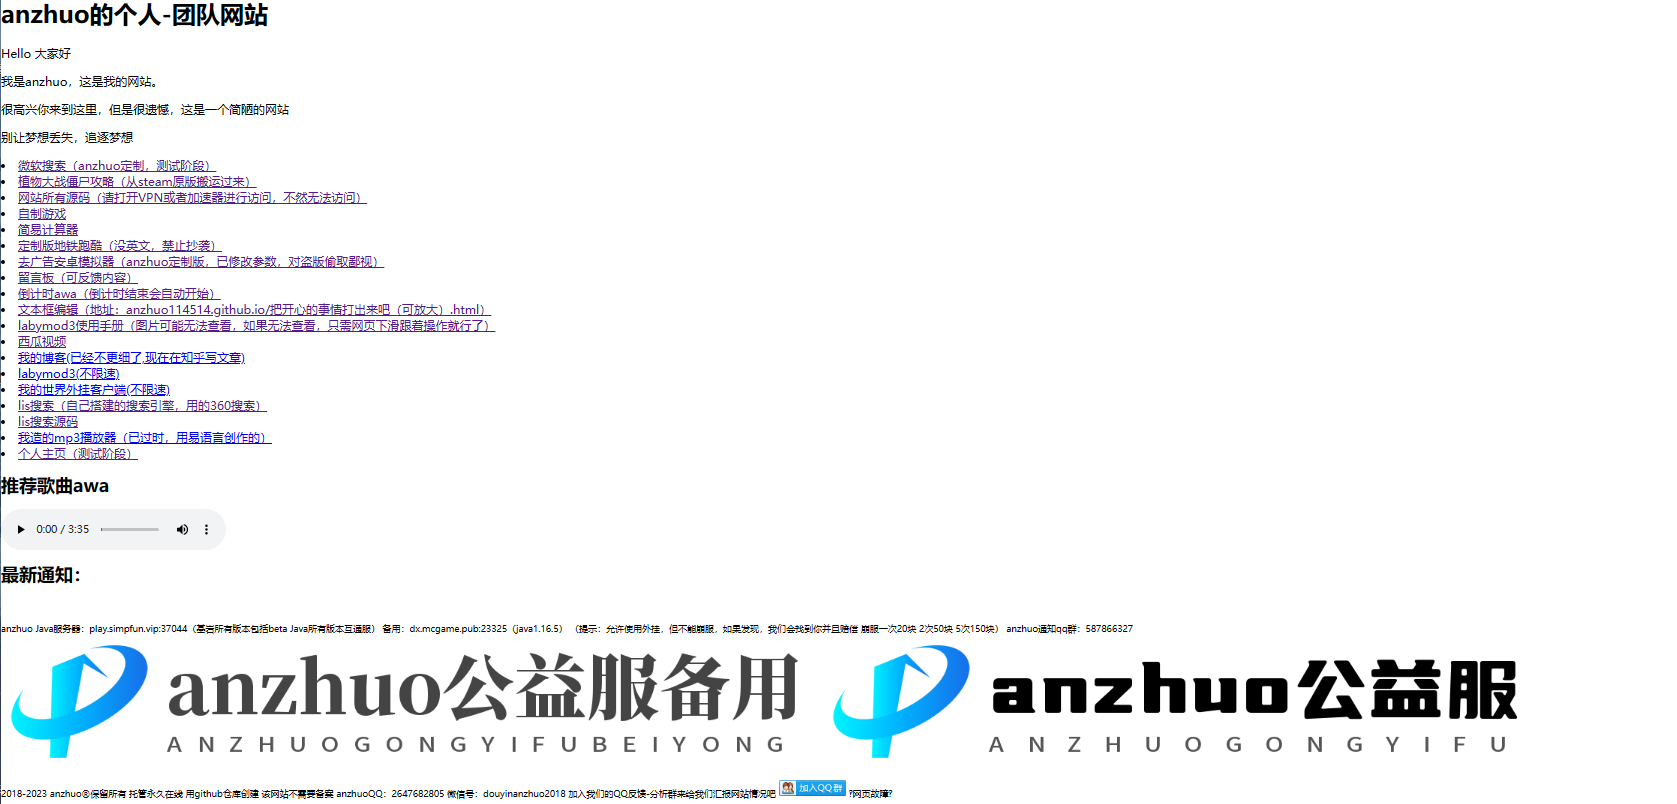 anzhuo的个人-团队网站
Hello 大家好
我是anzhuo，这是我的网站。
很高兴你来到这里，但是很遗憾，这是一个简陋的网站
别让梦想丢失，追逐梦想
微软搜索（anzhuo定制，测试阶段）
植物大战僵尸攻略（从steam原版搬运过来）
网站所有源码（请打开VPN或者加速器进行访问，不然无法访问）
自制游戏
简易计算器
定制版地铁跑酷（没英文，禁止抄袭）
去广告安卓模拟器（anzhuo定制版，已修改参数，对盗版偷取鄙视）
留言板（可反馈内容）
倒计时awa（倒计时结束会自动开始）
文本框编辑（地址：anzhuo114514.github.io/把开心的事情打出来吧（可放大）.html）
labymod3使用手册（图片可能无法查看，如果无法查看，只需网页下滑跟着操作就行了）
西瓜视频
我的博客(已经不更细了,现在在知乎写文章)
labymod3(不限速)
我的世界外挂客户端(不限速)
lis搜索（自己搭建的搜索引擎，用的360搜索）
lis搜索源码
我造的mp3播放器（已过时，用易语言创作的）
个人主页（测试阶段）
推荐歌曲awa
0:00 / 3:35
最新通知：
anzhuo Java服务器：play.simpfun.vip:37044（基岩所有版本包括beta Java所有版本互通服） 备用：dx.mcgame.pub:23325（java1.16.5） （提示：允许使用外挂，但不能崩服，如果发现，我们会找到你并且赔偿 崩服一次20块 2次50块 5次150块） anzhuo通知qq群：587866327
anzhuo公益服备用 anzhuo公益服
ANZHUOGONGYIFUBEIYONG ANZHUOGONGYIFU
2018-2023 anzhuo®保留所有 托管永久在线 用github仓库创建 该网站不需要备案 anzhuoQQ：2647682805 微信号：douyinanzhuo2018 加入我们的QQ反馈-分析群来给我们汇报网站情况吧 加入QQ群 ?网页故障?